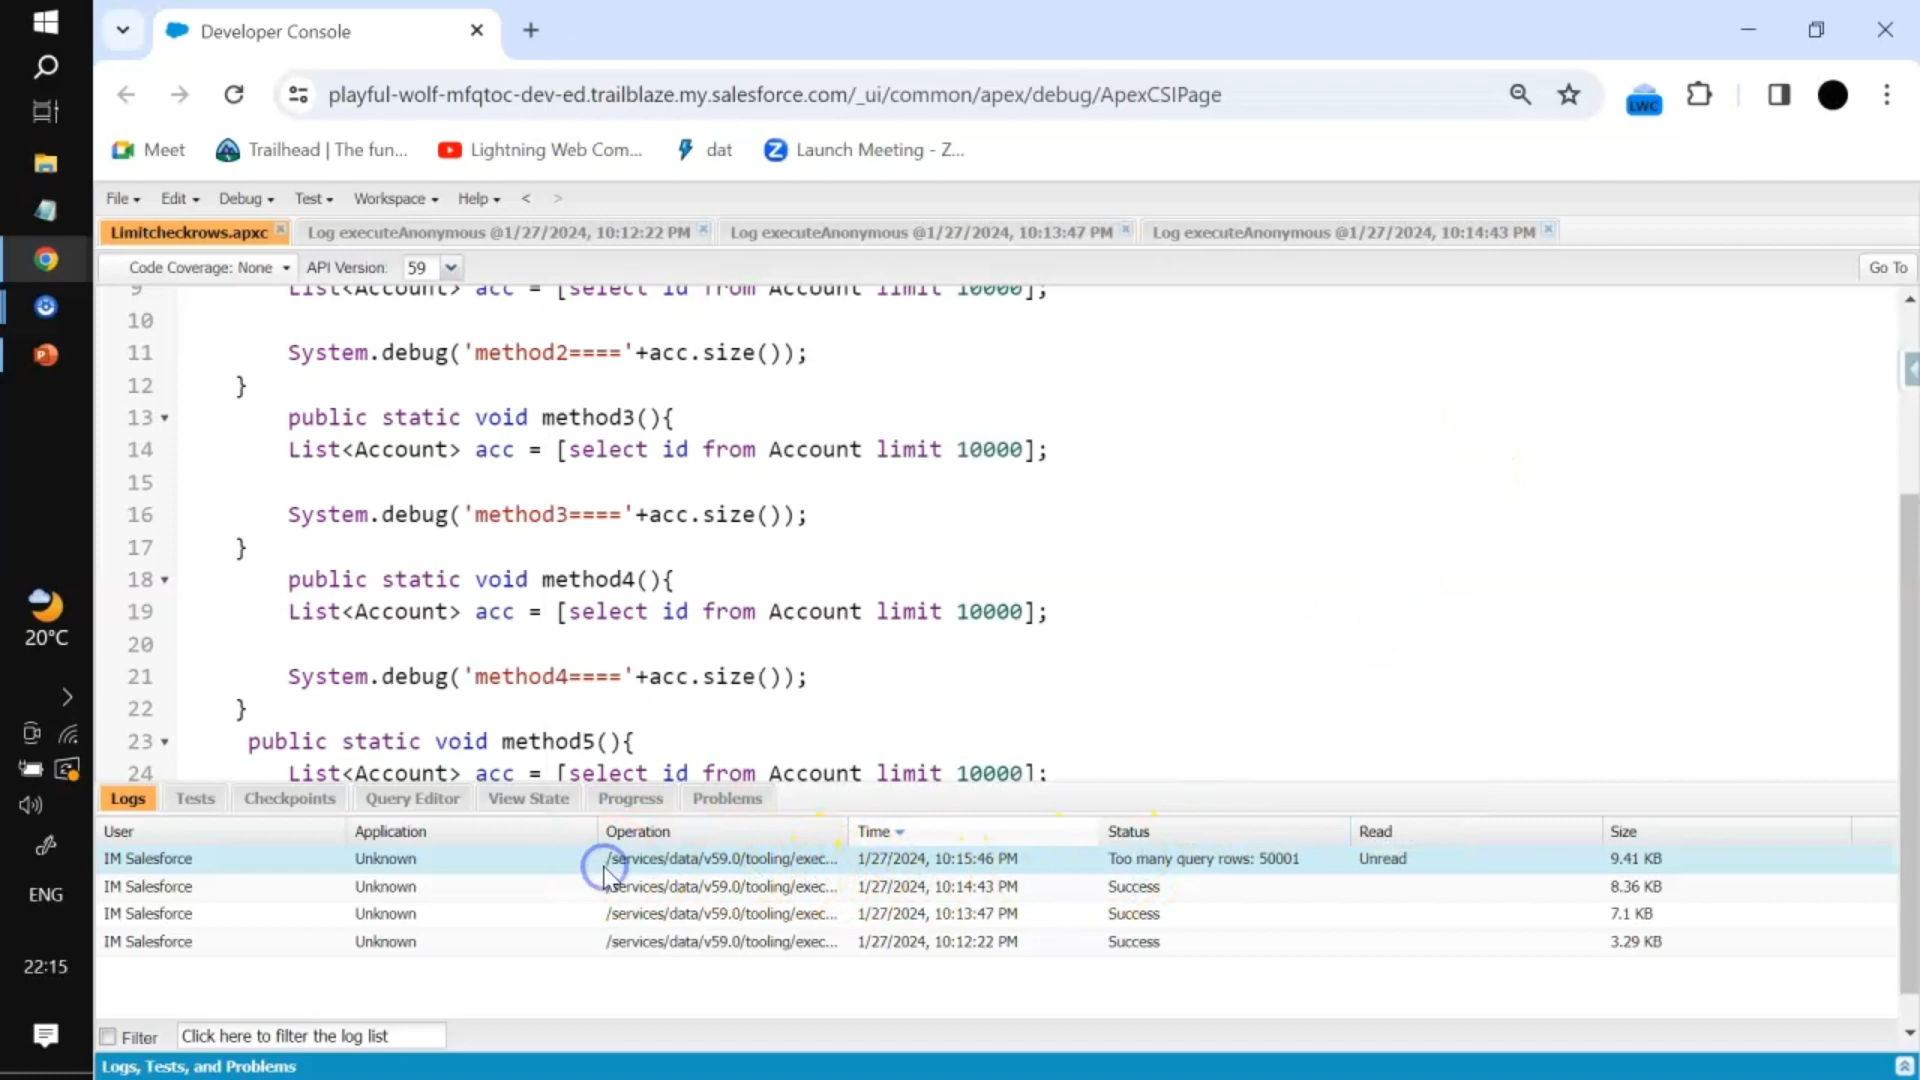 Developer Console
playful-wolf-mfqtoc-dev-ed.trailblaze.my.salesforce.com/_ui/common/apex/debug/ApexCSIPage
LWC
Meet
Trailhead | The fun...
Lightning Web Com...
dat
Launch Meeting - Z...
File Edit Debug Test Workspace Help < >
Limitcheckrows.apxc
Log executeAnonymous @1/27/2024, 10:12:22 PM
Log executeAnonymous @1/27/2024, 10:13:47 PM
Log executeAnonymous @1/27/2024, 10:14:43 PM
Code Coverage: None API Version: 59 Go To
9 List<Account> acc = [select id from Account limit 10000];
10
11 System.debug('method2===='+acc.size());
12 }
13 public static void method3(){
14 List<Account> acc = [select id from Account limit 10000];
15
16 System.debug('method3===='+acc.size());
17 }
18 public static void method4(){
19 List<Account> acc = [select id from Account limit 10000];
20
21 System.debug('method4===='+acc.size());
22 }
23 public static void method5(){
24 List<Account> acc = [select id from Account limit 10000];
Logs Tests Checkpoints Query Editor View State Progress Problems
User Application Operation Time Status Read Size
IM Salesforce Unknown /services/data/v59.0/tooling/exec... 1/27/2024, 10:15:46 PM Too many query rows: 50001 Unread 9.41 KB
IM Salesforce Unknown /services/data/v59.0/tooling/exec... 1/27/2024, 10:14:43 PM Success 8.36 KB
IM Salesforce Unknown /services/data/v59.0/tooling/exec... 1/27/2024, 10:13:47 PM Success 7.1 KB
IM Salesforce Unknown /services/data/v59.0/tooling/exec... 1/27/2024, 10:12:22 PM Success 3.29 KB
Filter Click here to filter the log list
Logs, Tests, and Problems
20°C
ENG
22:15